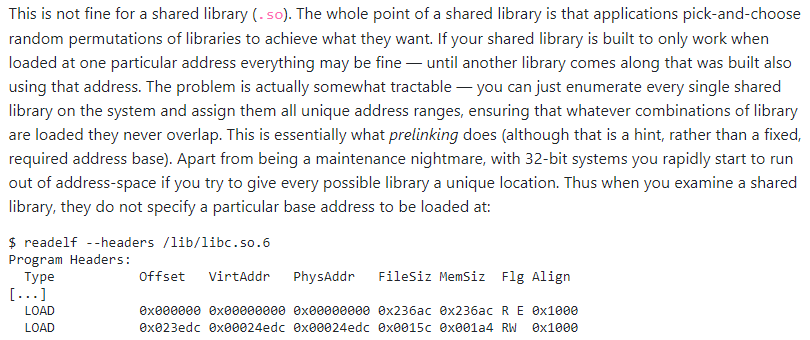 This is not fine for a shared library (.so). The whole point of a shared library is that applications pick-and-choose
random permutations of libraries to achieve what they want. If your shared library is built to only work when
loaded at one particular address everything may be fine — until another library comes along that was built also
using that address. The problem is actually somewhat tractable — you can just enumerate every single shared
library on the system and assign them all unique address ranges, ensuring that whatever combinations of library
are loaded they never overlap. This is essentially what prelinking does (although that is a hint, rather than a fixed,
required address base). Apart from being a maintenance nightmare, with 32-bit systems you rapidly start to run
out of address-space if you try to give every possible library a unique location. Thus when you examine a shared
library, they do not specify a particular base address to be loaded at:
$ readelf --headers /lib/libc.so.6
Program Headers:
  Type           Offset   VirtAddr   PhysAddr   FileSiz MemSiz  Flg Align
[...]
  LOAD           0x000000 0x00000000 0x00000000 0x236ac 0x236ac R E 0x1000
  LOAD           0x023edc 0x00024edc 0x00024edc 0x0015c 0x001a4 RW  0x1000